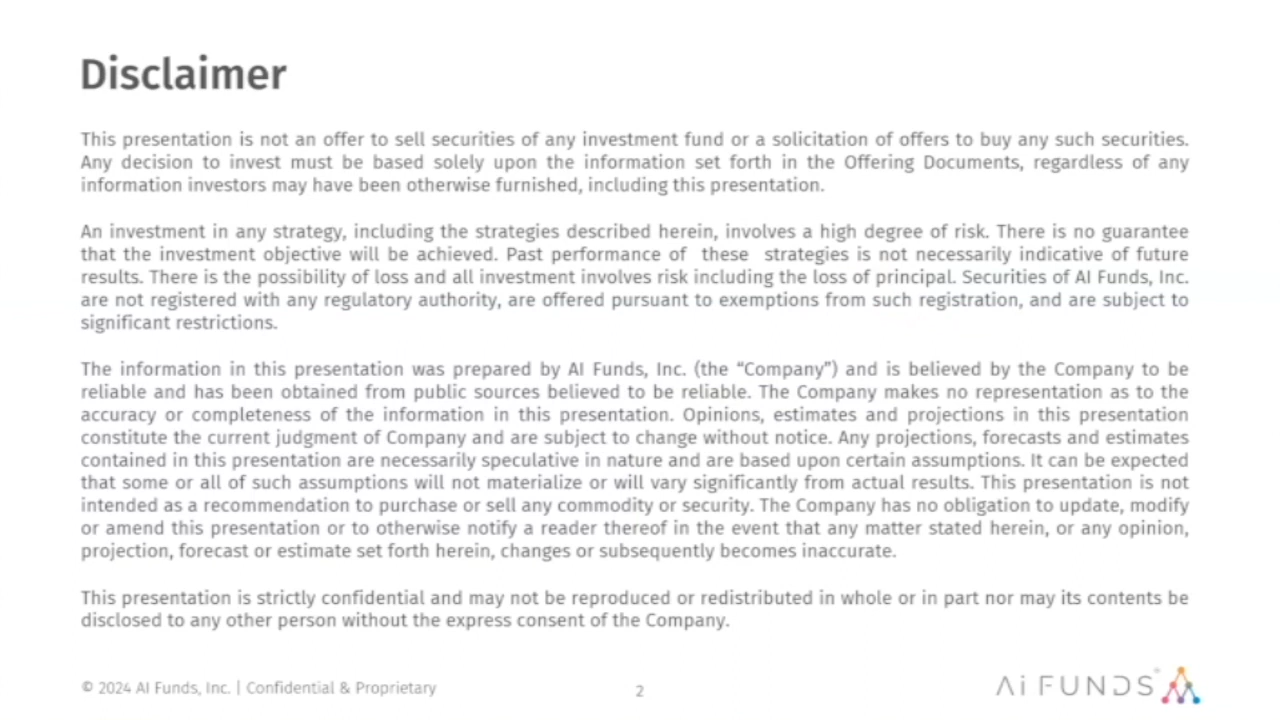 Disclaimer
This presentation is not an offer to sell securities of any investment fund or a solicitation of offers to buy any such securities.
Any decision to invest must be based solely upon the information set forth in the Offering Documents, regardless of any
information investors may have been otherwise furnished, including this presentation.
An investment in any strategy, including the strategies described herein, involves a high degree of risk. There is no guarantee
that the investment objective will be achieved. Past performance of these strategies is not necessarily indicative of future
results. There is the possibility of loss and all investment involves risk including the loss of principal. Securities of AI Funds, Inc.
are not registered with any regulatory authority, are offered pursuant to exemptions from such registration, and are subject to
significant restrictions.
The information in this presentation was prepared by AI Funds, Inc. (the “Company”) and is believed by the Company to be
reliable and has been obtained from public sources believed to be reliable. The Company makes no representation as to the
accuracy or completeness of the information in this presentation. Opinions, estimates and projections in this presentation
constitute the current judgment of Company and are subject to change without notice. Any projections, forecasts and estimates
contained in this presentation are necessarily speculative in nature and are based upon certain assumptions. It can be expected
that some or all of such assumptions will not materialize or will vary significantly from actual results. This presentation is not
intended as a recommendation to purchase or sell any commodity or security. The Company has no obligation to update, modify
or amend this presentation or to otherwise notify a reader thereof in the event that any matter stated herein, or any opinion,
projection, forecast or estimate set forth herein, changes or subsequently becomes inaccurate.
This presentation is strictly confidential and may not be reproduced or redistributed in whole or in part nor may its contents be
disclosed to any other person without the express consent of the Company.
© 2024 AI Funds, Inc. | Confidential & Proprietary
2
Ai FUNDS